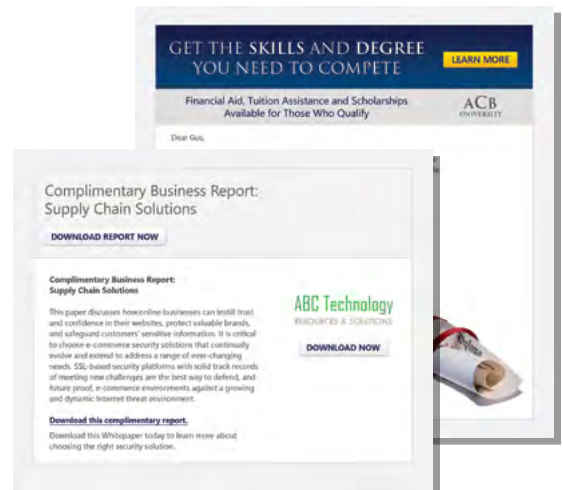 GET THE SKILLS AND DEGREE
YOU NEED TO COMPETE
LEARN MORE
Financial Aid, Tuition Assistance and Scholarships
Available for Those Who Qualify
ACB
UNIVERSITY
Dear Gus,
Complimentary Business Report:
Supply Chain Solutions
DOWNLOAD REPORT NOW
Complimentary Business Report:
Supply Chain Solutions
This paper discusses how online businesses can instill trust
and confidence in their websites, protect valuable brands,
and safeguard customers' sensitive information. It is critical
to choose e-commerce security solutions that continually
evolve and extend to address a range of ever-changing
needs. SSL-based security platforms with solid track records
of meeting new challenges are the best way to defend, and
future proof, e-commerce environments against a growing
and dynamic Internet threat environment.
Download this complimentary report.
Download this Whitepaper today to learn more about
choosing the right security solution.
ABC Technology
RESOURCES & SOLUTIONS
DOWNLOAD NOW
Diploma